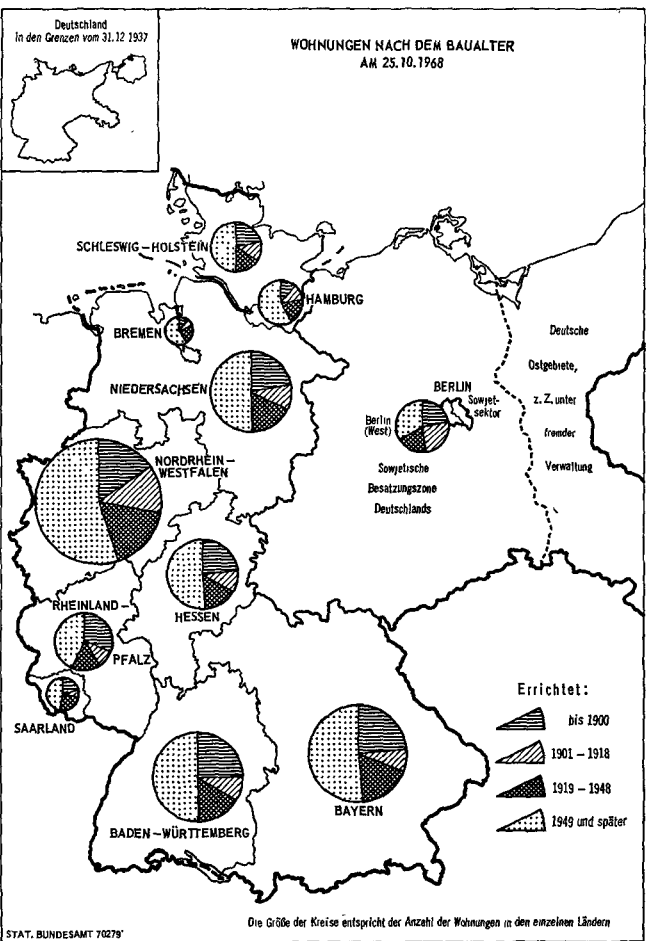 Deutschland
in den Grenzen vom 31.12 1937
WOHNUNGEN NACH DEM BAUALTER
AM 25.10.1968
SCHLESWIG-HOLSTEIN
HAMBURG
BREMEN
NIEDERSACHSEN
Deutsche
Ostgebiete,
z. Z. unter
fremder
Verwaltung
BERLIN
Sowjet-
sektor
Berlin
(West)
Sowjetische
Besatzungszone
Deutschlands
NORDRHEIN-
WESTFALEN
HESSEN
RHEINLAND-
PFALZ
SAARLAND
BADEN-WÜRTTEMBERG
BAYERN
Errichtet:
bis 1900
1901 – 1918
1919 – 1948
1949 und später
Die Größe der Kreise entspricht der Anzahl der Wohnungen in den einzelnen Ländern
STAT. BUNDESAMT 70279